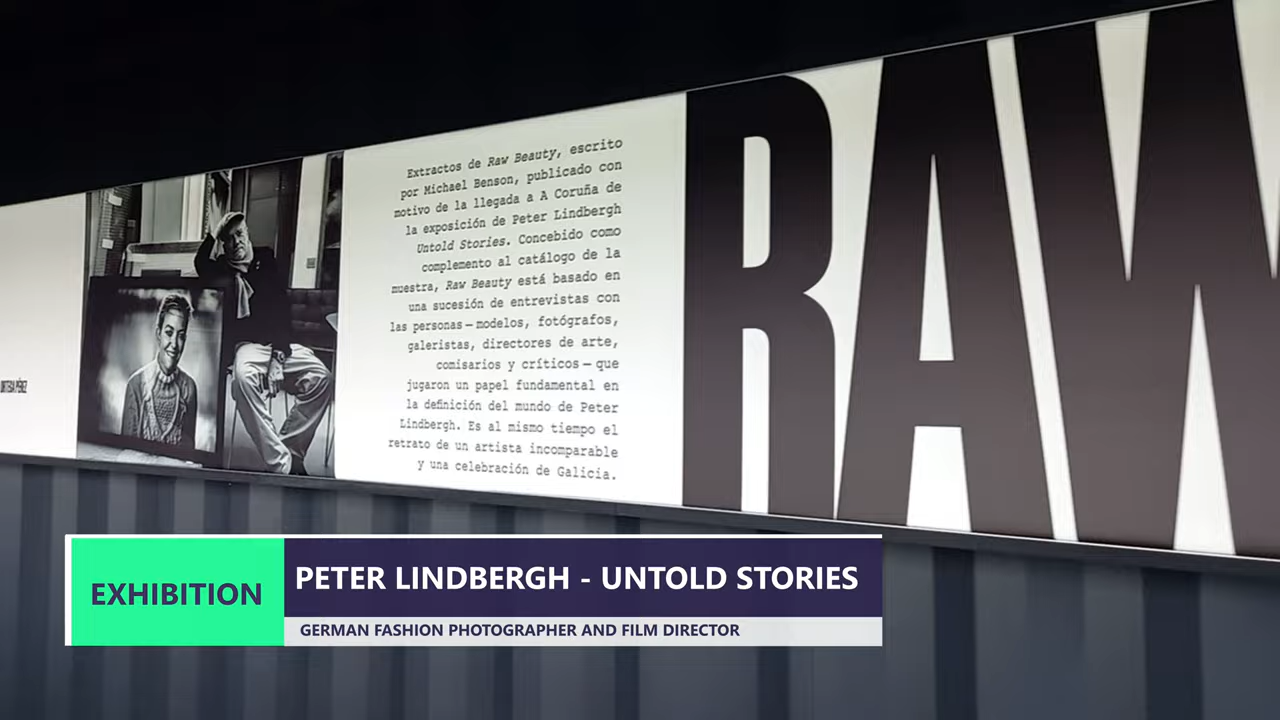 Extractos de Raw Beauty, escrito
por Michael Benson, publicado con
motivo de la llegada a A Coruña de
la exposición de Peter Lindbergh
Untold Stories. Concebido como
complemento al catálogo de la
muestra, Raw Beauty está basado en
una sucesión de entrevistas con
las personas — modelos, fotógrafos,
galeristas, directores de arte,
comisarios y críticos — que
jugaron un papel fundamental en
la definición del mundo de Peter
Lindbergh. Es al mismo tiempo el
retrato de un artista incomparable
y una celebración de Galicia.
RAW
EXHIBITION
PETER LINDBERGH - UNTOLD STORIES
GERMAN FASHION PHOTOGRAPHER AND FILM DIRECTOR